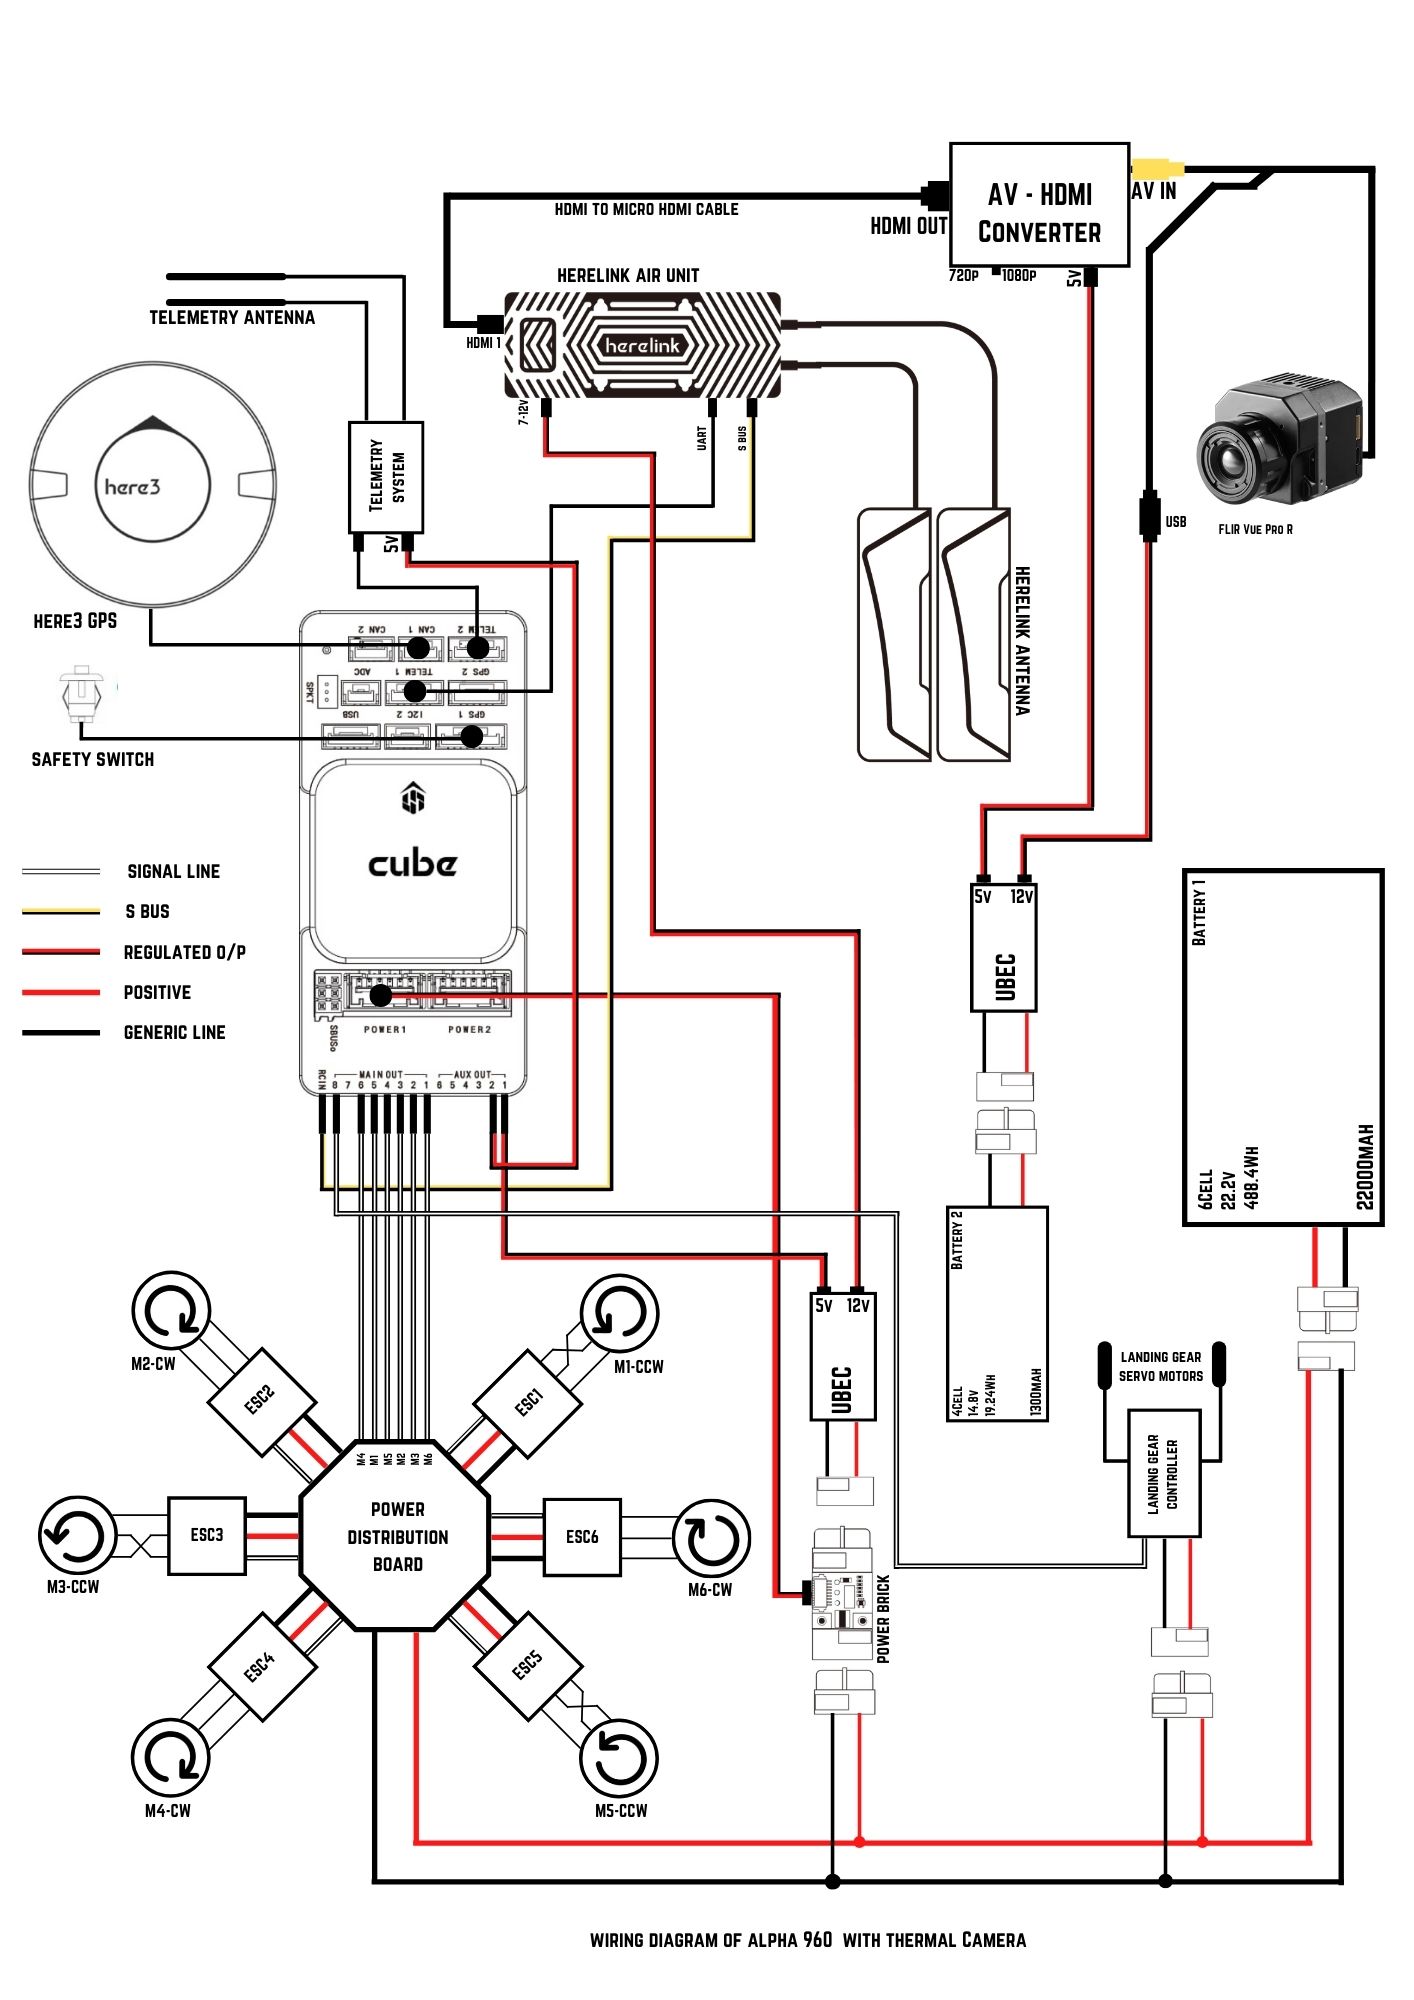 AV - HDMI
Converter
AV IN
HDMI OUT
720p
1080p
5V
HDMI TO MICRO HDMI CABLE
HERELINK AIR UNIT
herelink
HDMI 1
7-12V
UART
S BUS
TELEMETRY ANTENNA
TELEMETRY
SYSTEM
5V
here3
HERE3 GPS
SAFETY SWITCH
USB
FLIR Vue Pro R
HERELINK ANTENNA
CAN 2
CAN 1
TELEM 2
ADC
TELEM 1
GPS 2
SPKT
USB
I2C 2
GPS 1
cube
SIGNAL LINE
S BUS
REGULATED O/P
POSITIVE
GENERIC LINE
SBUSo
POWER1
POWER2
RCIN
MAIN OUT
AUX OUT
8 7 6 5 4 3 2 1 6 5 4 3 2 1
5V 12V
UBEC
BATTERY 1
6CELL
22.2V
488.4WH
22000MAH
BATTERY 2
4CELL
14.8V
19.24WH
1300MAH
5V 12V
UBEC
POWER BRICK
LANDING GEAR
SERVO MOTORS
LANDING GEAR
CONTROLLER
M2-CW
ESC2
M1-CCW
ESC1
M4 M1 M5 M2 M3 M6
POWER
DISTRIBUTION
BOARD
M3-CCW
ESC3
ESC6
M6-CW
ESC4
M4-CW
ESC5
M5-CCW
WIRING DIAGRAM OF ALPHA 960 WITH THERMAL CAMERA